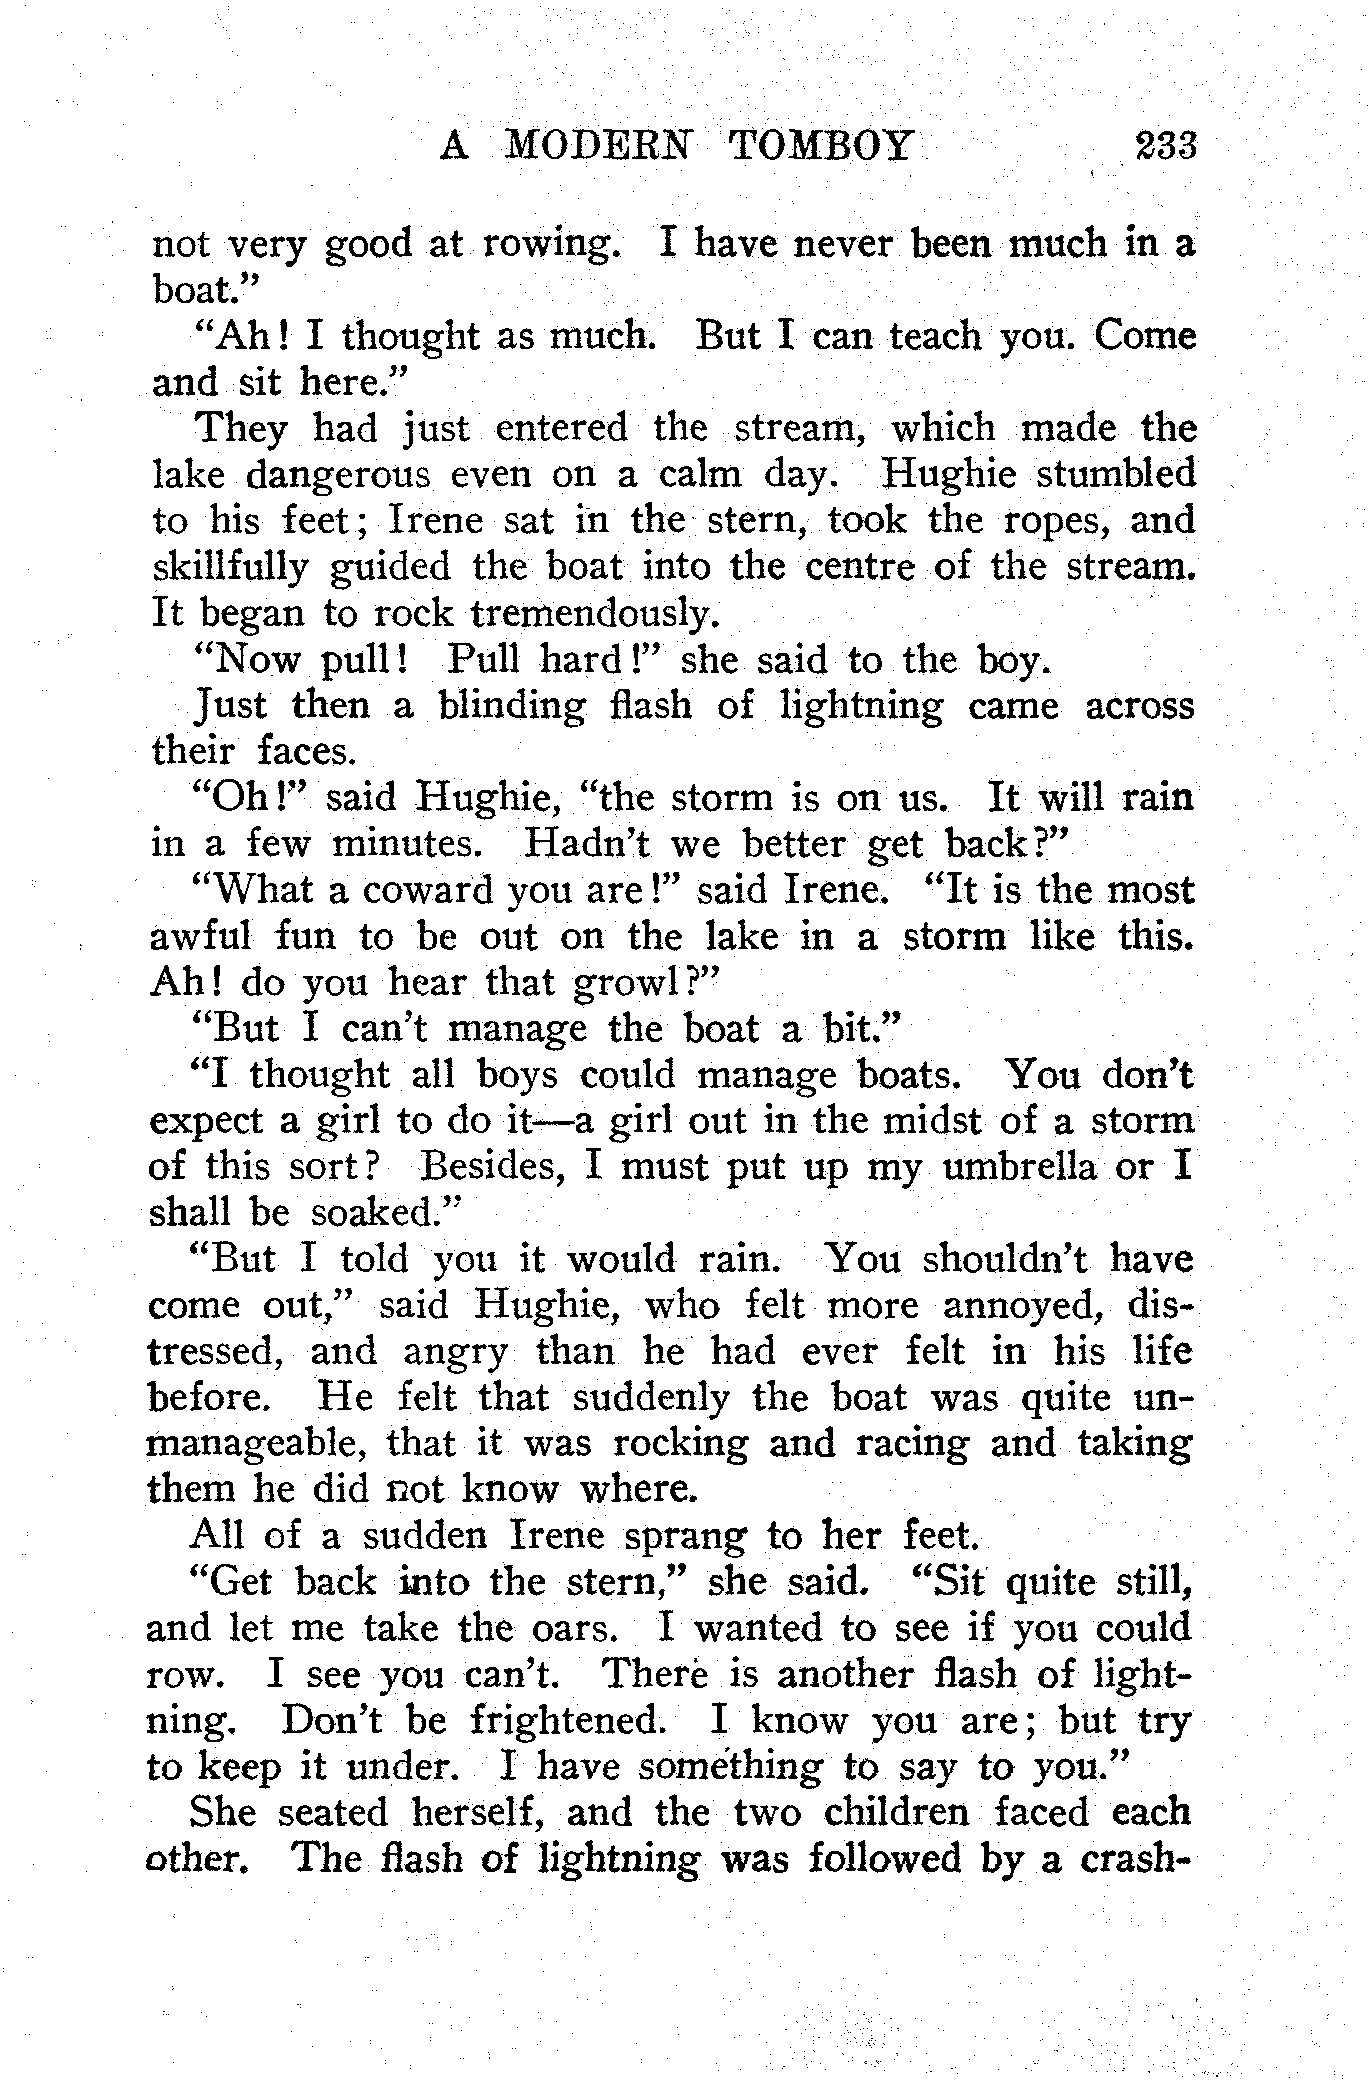 A MODERN TOMBOY 233
not very good at rowing. I have never been much in a
boat."
"Ah! I thought as much. But I can teach you. Come
and sit here."
They had just entered the stream, which made the
lake dangerous even on a calm day. Hughie stumbled
to his feet; Irene sat in the stern, took the ropes, and
skillfully guided the boat into the centre of the stream.
It began to rock tremendously.
"Now pull! Pull hard!" she said to the boy.
Just then a blinding flash of lightning came across
their faces.
"Oh!" said Hughie, "the storm is on us. It will rain
in a few minutes. Hadn't we better get back?"
"What a coward you are!" said Irene. "It is the most
awful fun to be out on the lake in a storm like this.
Ah! do you hear that growl?"
"But I can't manage the boat a bit."
"I thought all boys could manage boats. You don't
expect a girl to do it—a girl out in the midst of a storm
of this sort? Besides, I must put up my umbrella or I
shall be soaked."
"But I told you it would rain. You shouldn't have
come out," said Hughie, who felt more annoyed, dis-
tressed, and angry than he had ever felt in his life
before. He felt that suddenly the boat was quite un-
manageable, that it was rocking and racing and taking
them he did not know where.
All of a sudden Irene sprang to her feet.
"Get back into the stern," she said. "Sit quite still,
and let me take the oars. I wanted to see if you could
row. I see you can't. There is another flash of light-
ning. Don't be frightened. I know you are; but try
to keep it under. I have something to say to you."
She seated herself, and the two children faced each
other. The flash of lightning was followed by a crash-